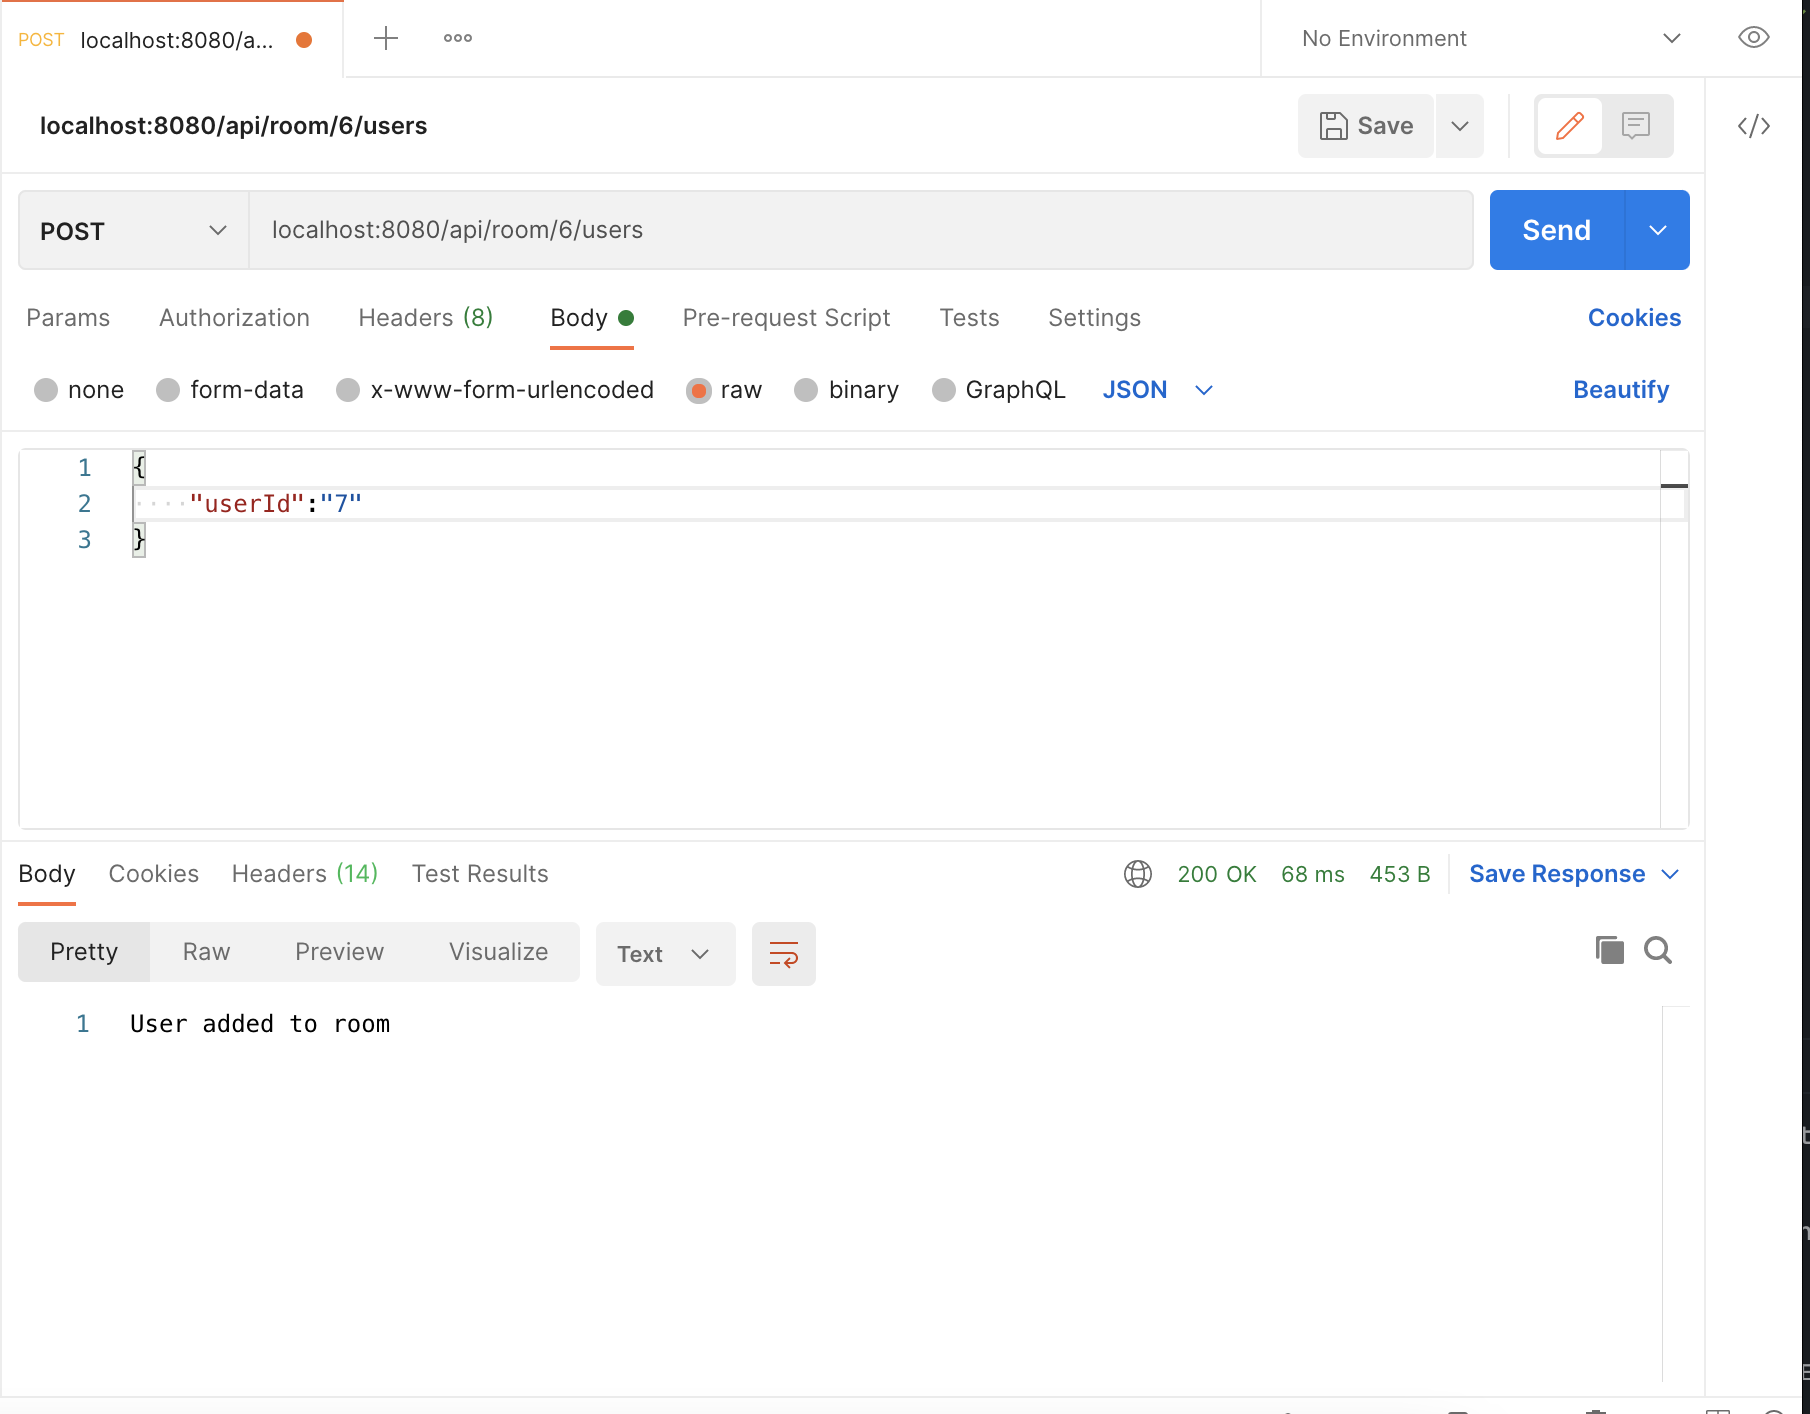 POST localhost:8080/a... No Environment
localhost:8080/api/room/6/users Save
POST localhost:8080/api/room/6/users Send
Params Authorization Headers (8) Body Pre-request Script Tests Settings Cookies
none form-data x-www-form-urlencoded raw binary GraphQL JSON Beautify
1 {
2 "userId":"7"
3 }
Body Cookies Headers (14) Test Results 200 OK 68 ms 453 B Save Response
Pretty Raw Preview Visualize Text
1 User added to room